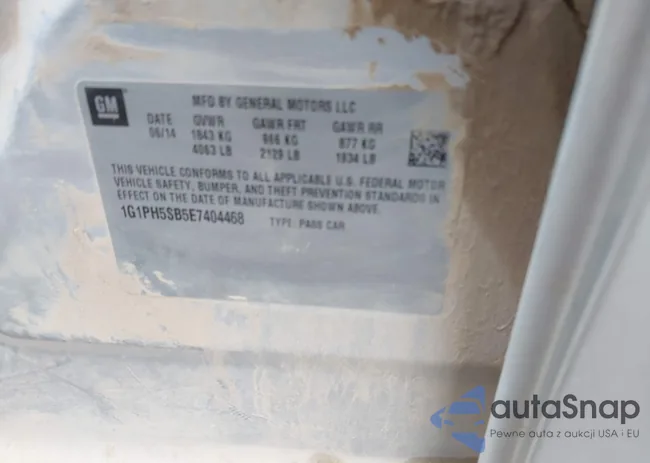 GM
MFD BY GENERAL MOTORS LLC
DATE GVWR GAWR FRT GAWR RR
06/14 1843 KG 966 KG 877 KG
4063 LB 2129 LB 1934 LB
THIS VEHICLE CONFORMS TO ALL APPLICABLE U.S. FEDERAL MOTOR
VEHICLE SAFETY, BUMPER, AND THEFT PREVENTION STANDARDS IN
EFFECT ON THE DATE OF MANUFACTURE SHOWN ABOVE.
1G1PH5SB5E7404468 TYPE: PASS CAR
autaSnap
Pewne auta z aukcji USA i EU